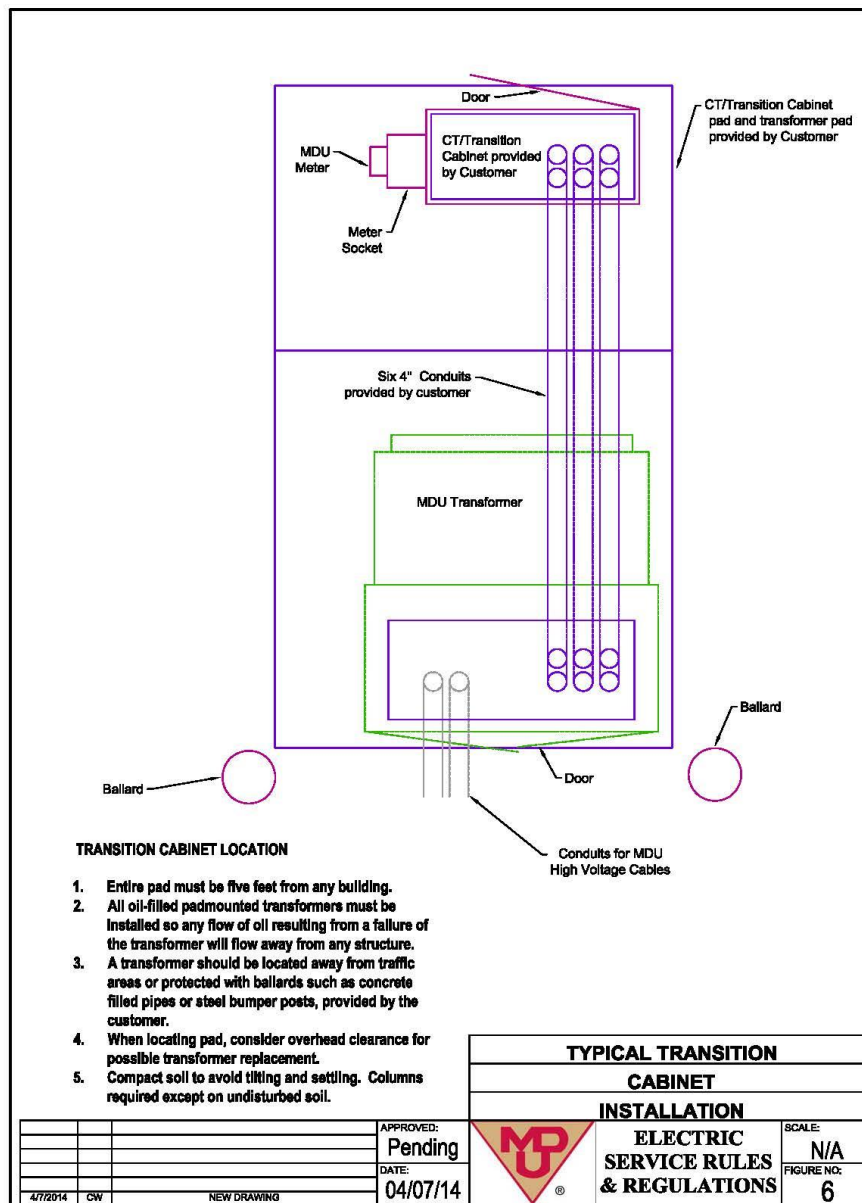 Door
CT/Transition Cabinet
pad and transformer pad
provided by Customer
CT/Transition
Cabinet provided
by Customer
MDU
Meter
Meter
Socket
Six 4" Conduits
provided by customer
MDU Transformer
Ballard
Ballard
Door
Conduits for MDU
High Voltage Cables
TRANSITION CABINET LOCATION
1. Entire pad must be five feet from any building.
2. All oil-filled padmounted transformers must be
installed so any flow of oil resulting from a failure of
the transformer will flow away from any structure.
3. A transformer should be located away from traffic
areas or protected with ballards such as concrete
filled pipes or steel bumper posts, provided by the
customer.
4. When locating pad, consider overhead clearance for
possible transformer replacement.
5. Compact soil to avoid tilting and settling. Columns
required except on undisturbed soil.
TYPICAL TRANSITION
CABINET
INSTALLATION
4/7/2014 CW NEW DRAWING
APPROVED:
Pending
DATE:
04/07/14
MDU
®
ELECTRIC
SERVICE RULES
& REGULATIONS
SCALE:
N/A
FIGURE NO:
6